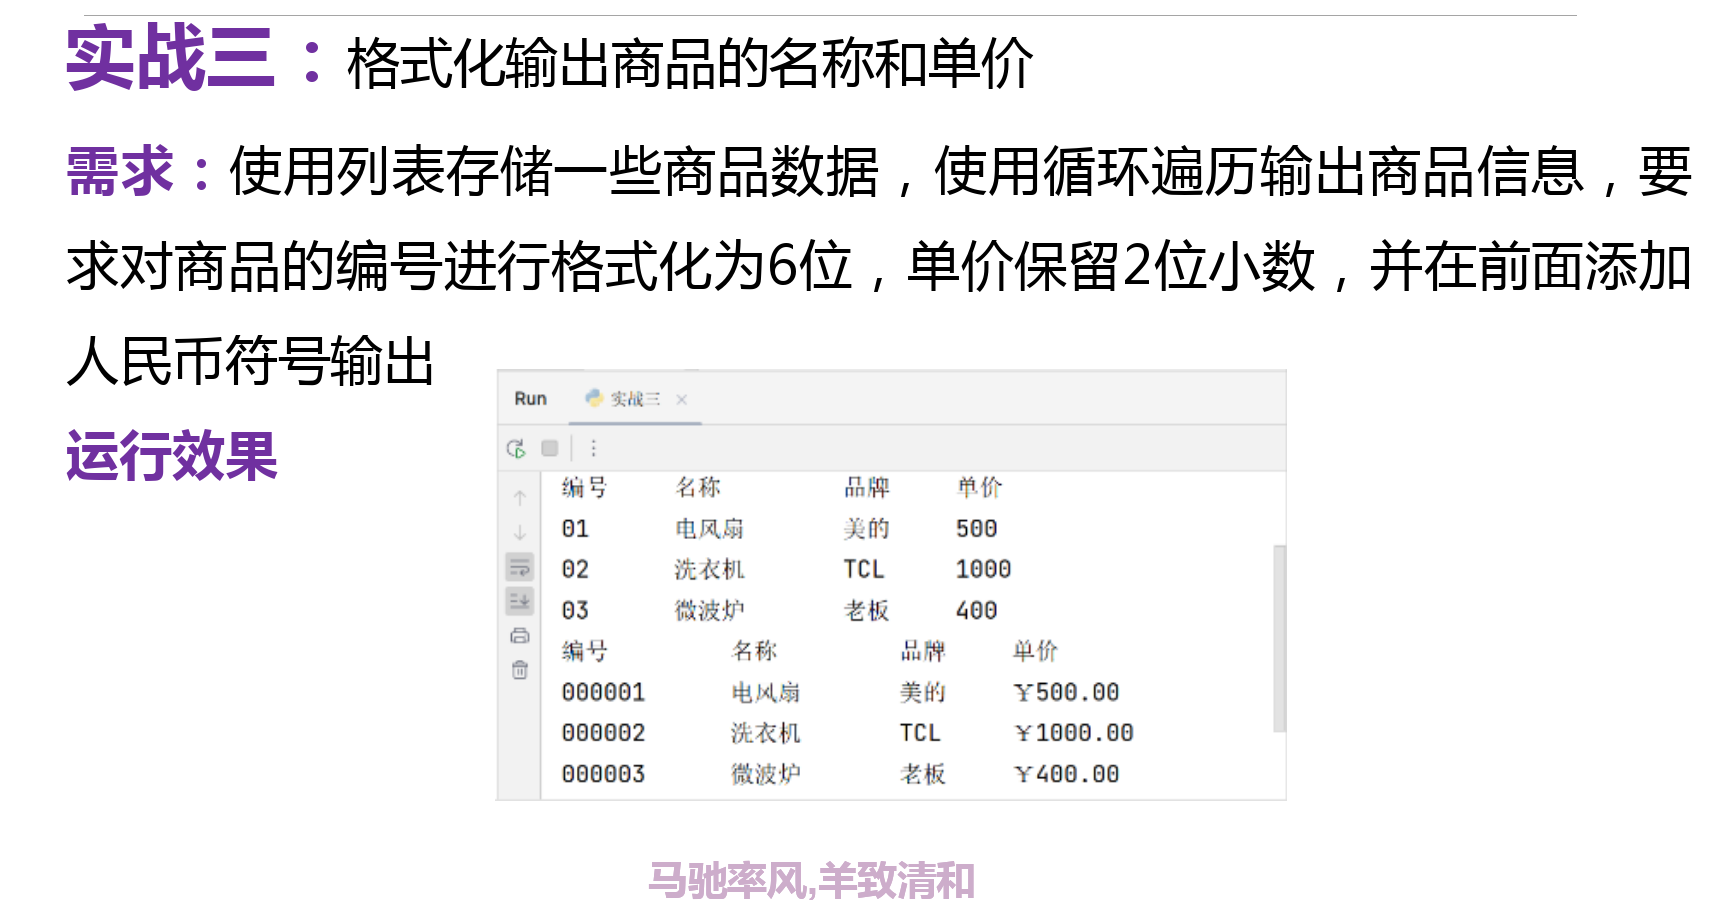 实战三：格式化输出商品的名称和单价
需求：使用列表存储一些商品数据，使用循环遍历输出商品信息，要
求对商品的编号进行格式化为6位，单价保留2位小数，并在前面添加
人民币符号输出
运行效果
Run 实战三
编号 名称 品牌 单价
01 电风扇 美的 500
02 洗衣机 TCL 1000
03 微波炉 老板 400
编号 名称 品牌 单价
000001 电风扇 美的 ￥500.00
000002 洗衣机 TCL ￥1000.00
000003 微波炉 老板 ￥400.00
马驰率风,羊致清和